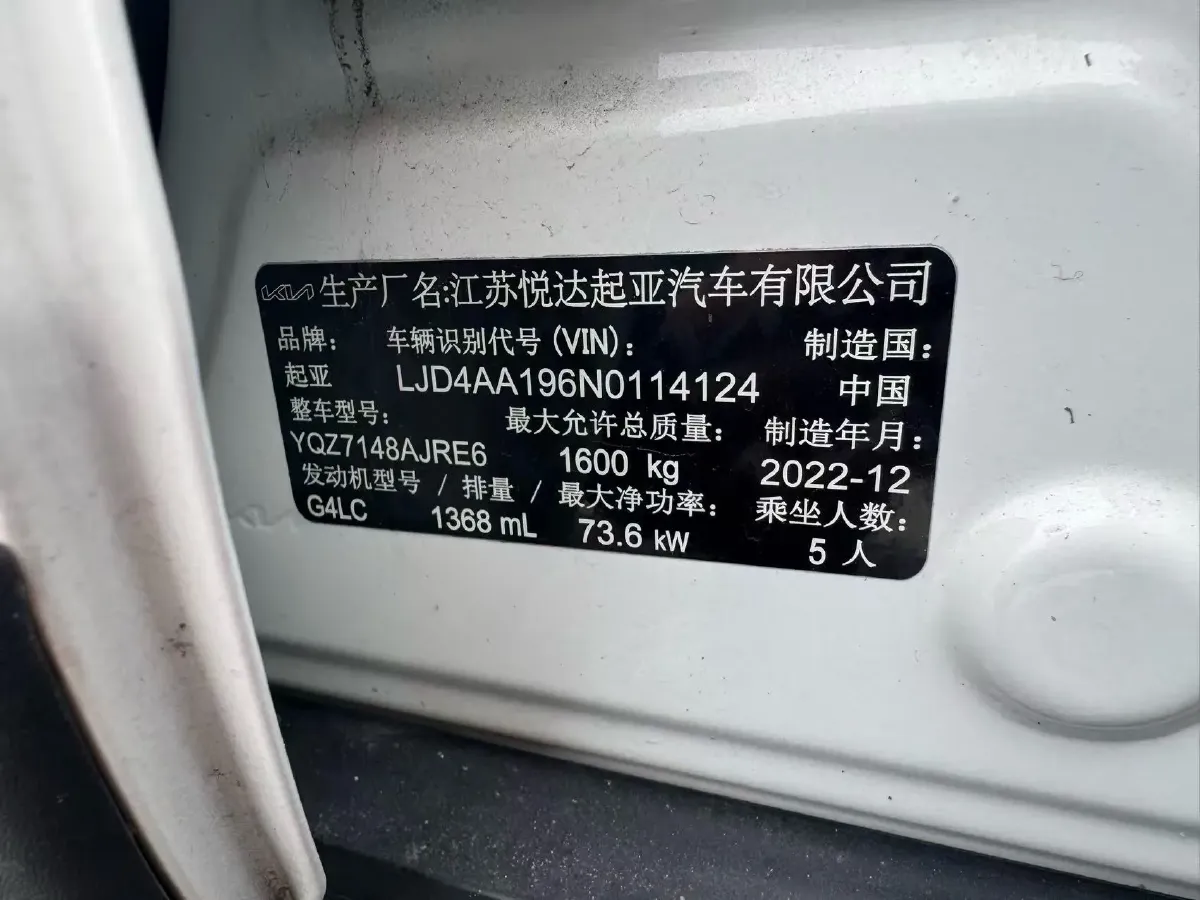 KIA 生产厂名:江苏悦达起亚汽车有限公司
品牌: 车辆识别代号 (VIN): 制造国:
起亚 LJD4AA196N0114124 中国
整车型号: 最大允许总质量: 制造年月:
YQZ7148AJRE6 1600 kg 2022-12
发动机型号 / 排量 / 最大净功率: 乘坐人数:
G4LC 1368 mL 73.6 kW 5 人